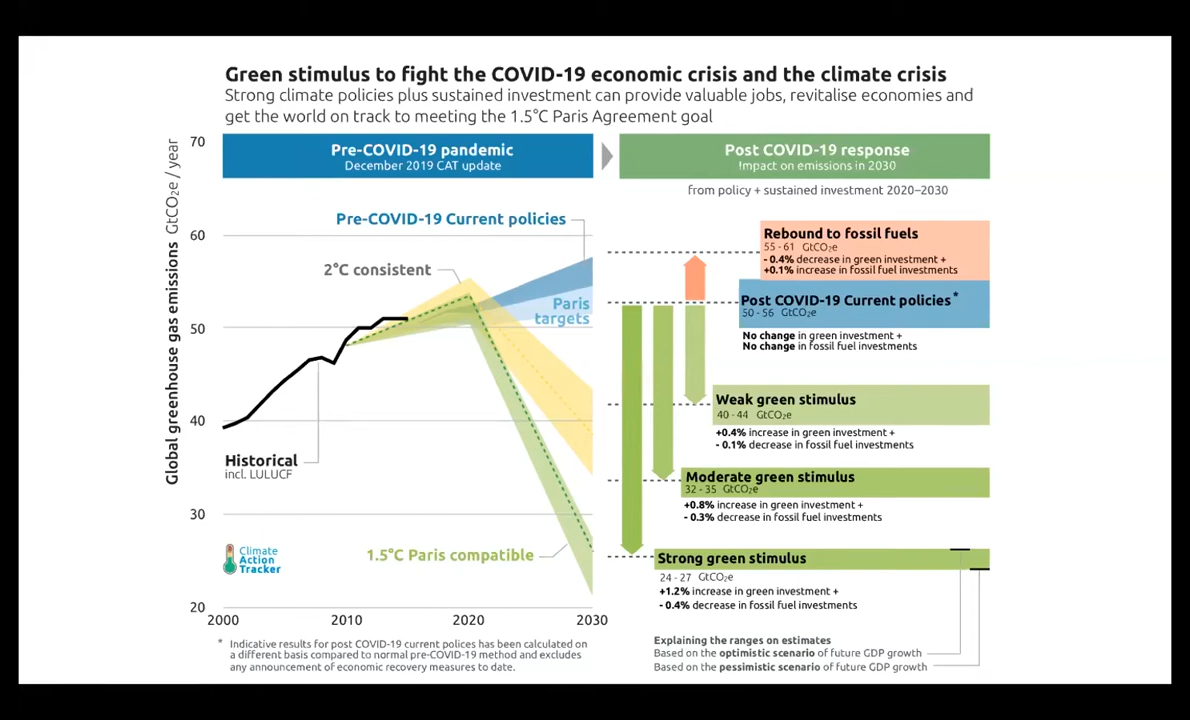 Green stimulus to fight the COVID-19 economic crisis and the climate crisis
Strong climate policies plus sustained investment can provide valuable jobs, revitalise economies and
get the world on track to meeting the 1.5°C Paris Agreement goal
Global greenhouse gas emissions GtCO₂e / year
70
60
50
40
30
20
2000
2010
2020
2030
Pre-COVID-19 pandemic
December 2019 CAT update
Pre-COVID-19 Current policies
2°C consistent
Paris
targets
Historical
incl. LULUCF
1.5°C Paris compatible
Climate
Action
Tracker
* Indicative results for post COVID-19 current polices has been calculated on
a different basis compared to normal pre-COVID-19 method and excludes
any announcement of economic recovery measures to date.
Post COVID-19 response
Impact on emissions in 2030
from policy + sustained investment 2020–2030
Rebound to fossil fuels
55 - 61 GtCO₂e
- 0.4% decrease in green investment +
+0.1% increase in fossil fuel investments
Post COVID-19 Current policies*
50 - 56 GtCO₂e
No change in green investment +
No change in fossil fuel investments
Weak green stimulus
40 - 44 GtCO₂e
+0.4% increase in green investment +
- 0.1% decrease in fossil fuel investments
Moderate green stimulus
32 - 35 GtCO₂e
+0.8% increase in green investment +
- 0.3% decrease in fossil fuel investments
Strong green stimulus
24 - 27 GtCO₂e
+1.2% increase in green investment +
- 0.4% decrease in fossil fuel investments
Explaining the ranges on estimates
Based on the optimistic scenario of future GDP growth
Based on the pessimistic scenario of future GDP growth